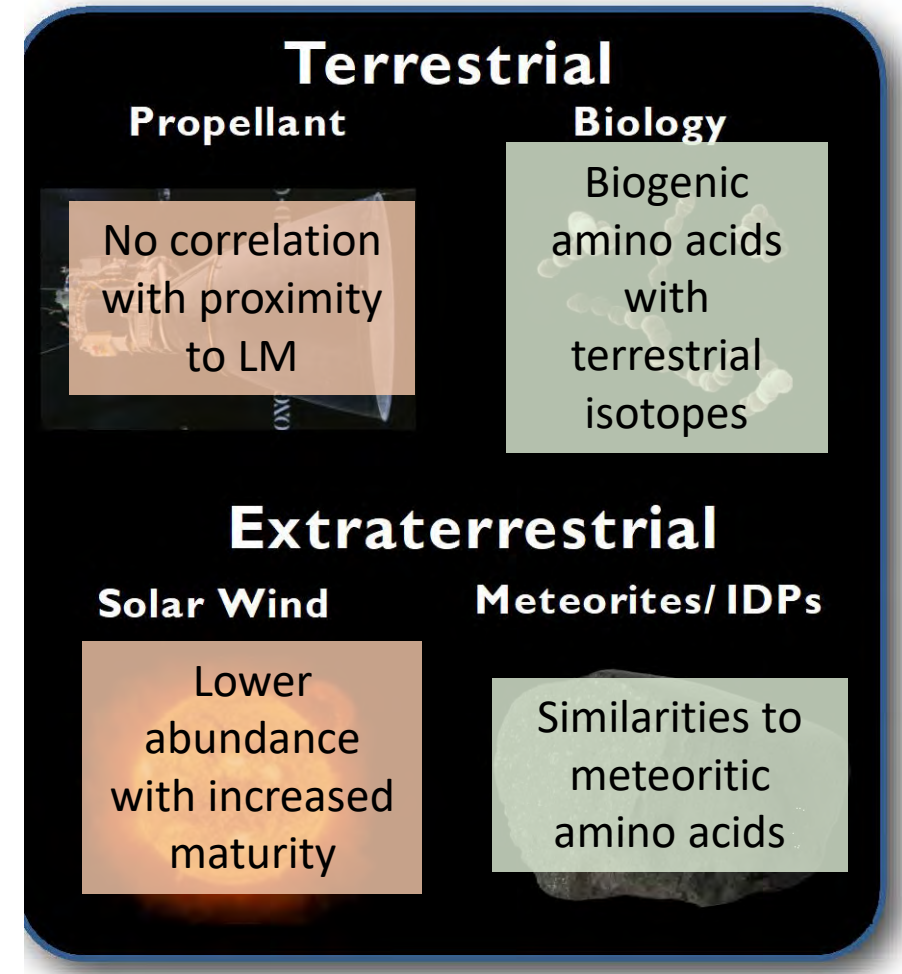 Terrestrial
Propellant
Biology
No correlation
with proximity
to LM
Biogenic
amino acids
with
terrestrial
isotopes
Extraterrestrial
Solar Wind
Meteorites/ IDPs
Lower
abundance
with increased
maturity
Similarities to
meteoritic
amino acids